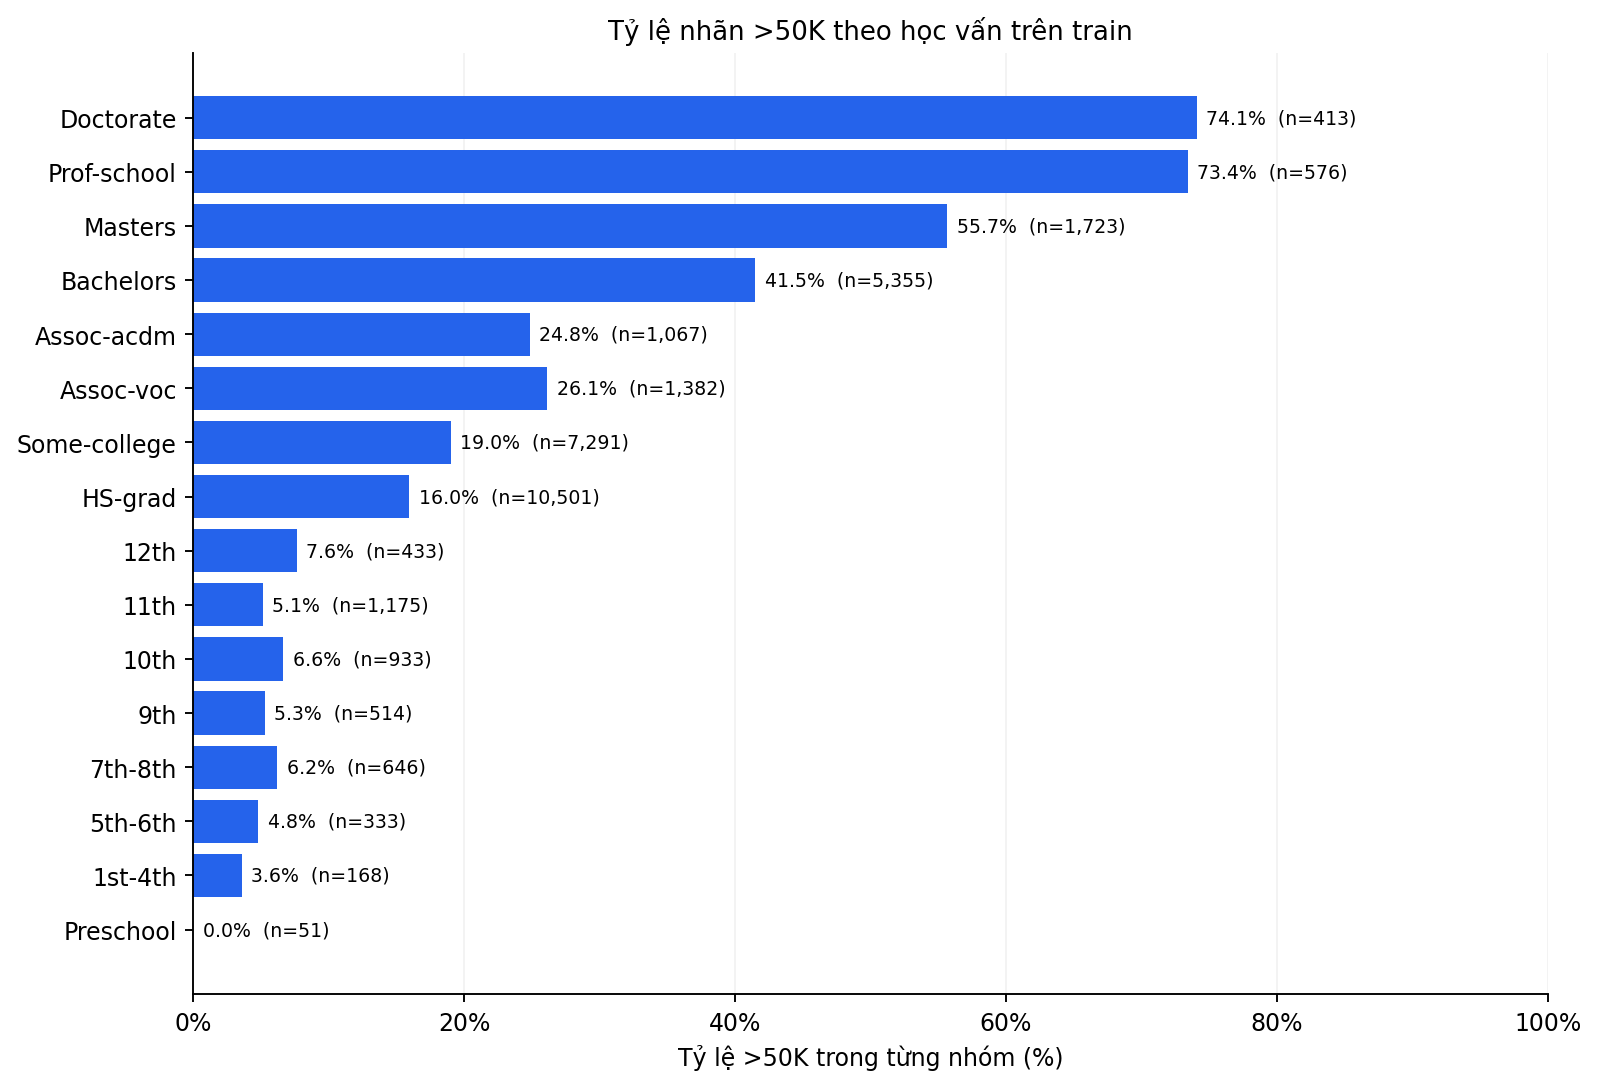 Tỷ lệ nhãn >50K theo học vấn trên train
Doctorate 74.1% (n=413)
Prof-school 73.4% (n=576)
Masters 55.7% (n=1,723)
Bachelors 41.5% (n=5,355)
Assoc-acdm 24.8% (n=1,067)
Assoc-voc 26.1% (n=1,382)
Some-college 19.0% (n=7,291)
HS-grad 16.0% (n=10,501)
12th 7.6% (n=433)
11th 5.1% (n=1,175)
10th 6.6% (n=933)
9th 5.3% (n=514)
7th-8th 6.2% (n=646)
5th-6th 4.8% (n=333)
1st-4th 3.6% (n=168)
Preschool 0.0% (n=51)
0% 20% 40% 60% 80% 100%
Tỷ lệ >50K trong từng nhóm (%)